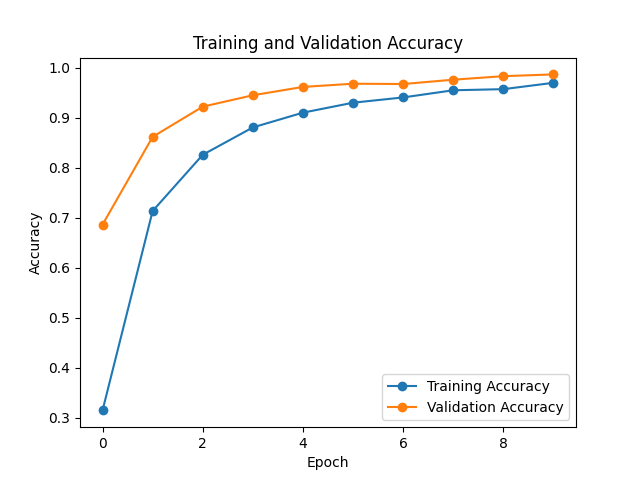 Training and Validation Accuracy
1.0
0.9
0.8
0.7
0.6
0.5
0.4
0.3
Accuracy
Training Accuracy
Validation Accuracy
0 2 4 6 8
Epoch